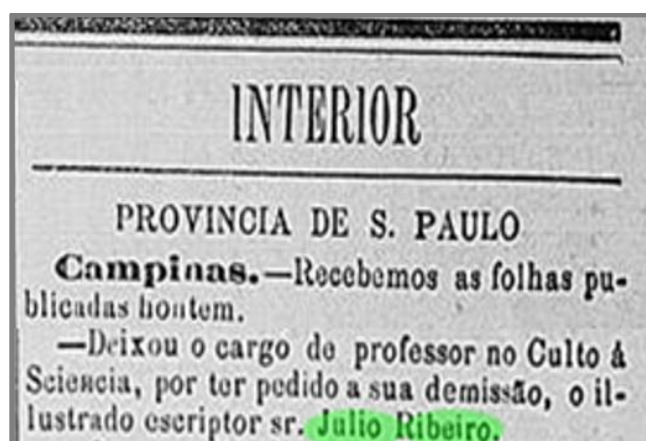 INTERIOR
PROVINCIA DE S. PAULO
Campinas.—Recebemos as folhas pu-
blicadas hontem.
—Deixou o cargo de professor no Culto á
Sciencia, por ter pedido a sua demissão, o il-
lustrado escriptor sr. Julio Ribeiro.